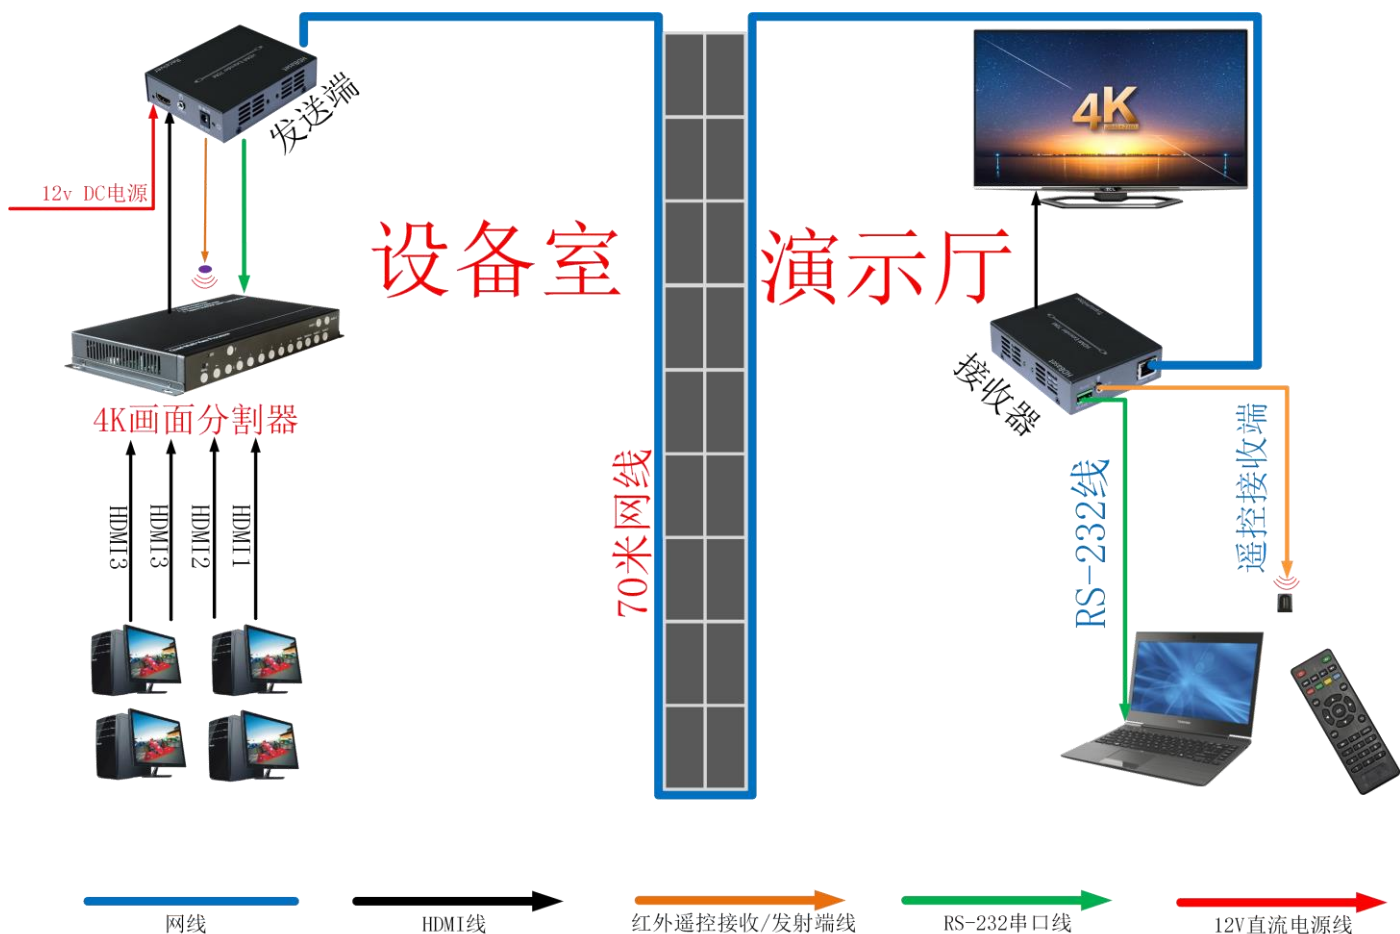 发送端
12v DC电源
4K
设备室
演示厅
接收器
4K画面分割器
70米网线
RS-232线
遥控接收端
HDMI3
HDMI3
HDMI2
HDMI1
网线
HDMI线
红外遥控接收/发射端线
RS-232串口线
12V直流电源线